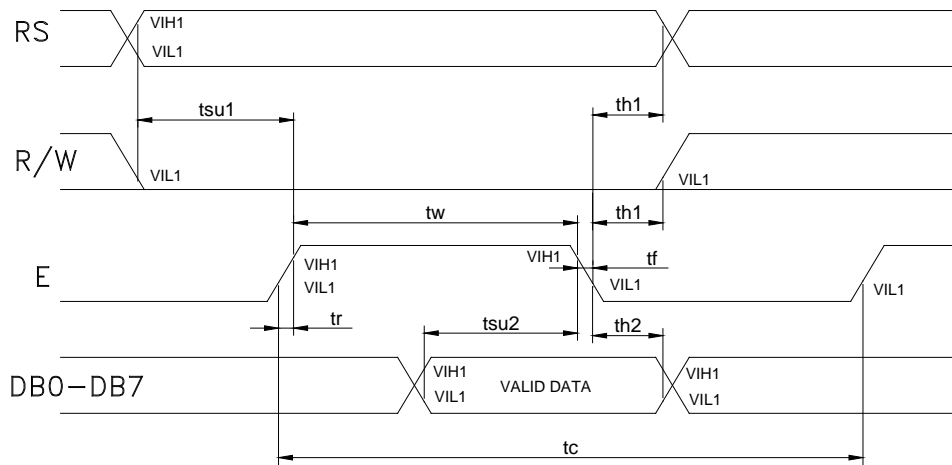 RS
VIH1
VIL1
tsu1
th1
R/W
VIL1
VIL1
tw
th1
E
VIH1
VIL1
VIH1
tf
VIL1
VIL1
tr
tsu2
th2
DB0-DB7
VIH1
VIL1
VALID DATA
VIH1
VIL1
tc